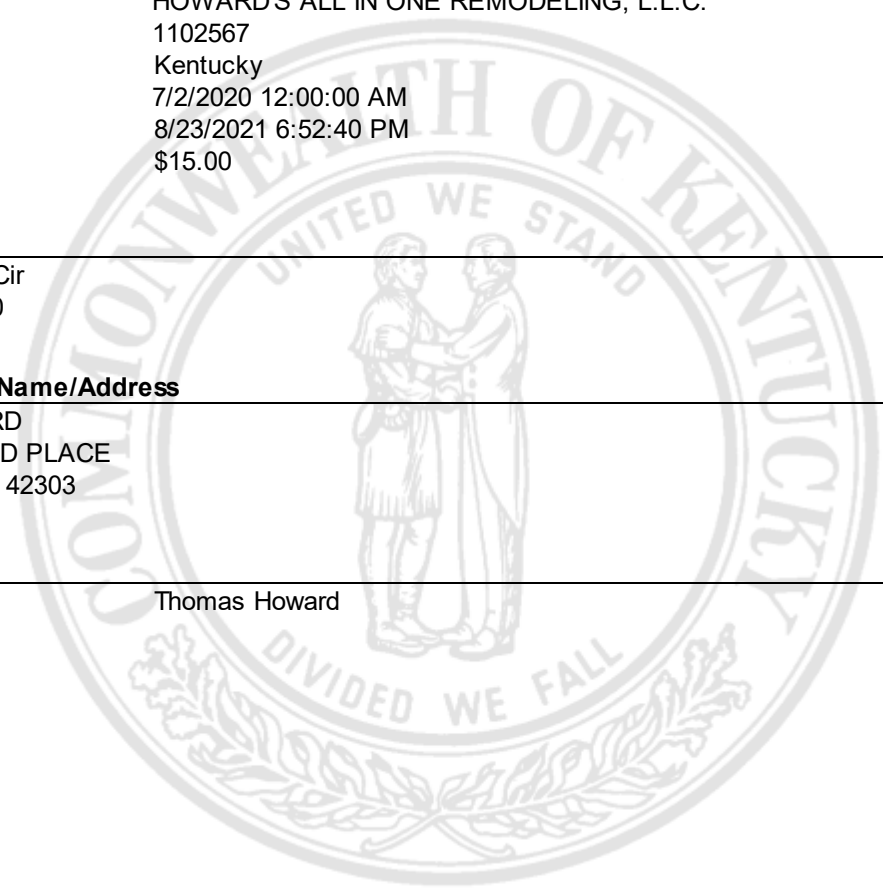 HOWARD'S ALL IN ONE REMODELING, L.L.C.
1102567
Kentucky
7/2/2020 12:00:00 AM
8/23/2021 6:52:40 PM
$15.00
Cir
Name/Address
RD
D PLACE
42303
Thomas Howard
COMMONWEALTH OF KENTUCKY
UNITED WE STAND
DIVIDED WE FALL